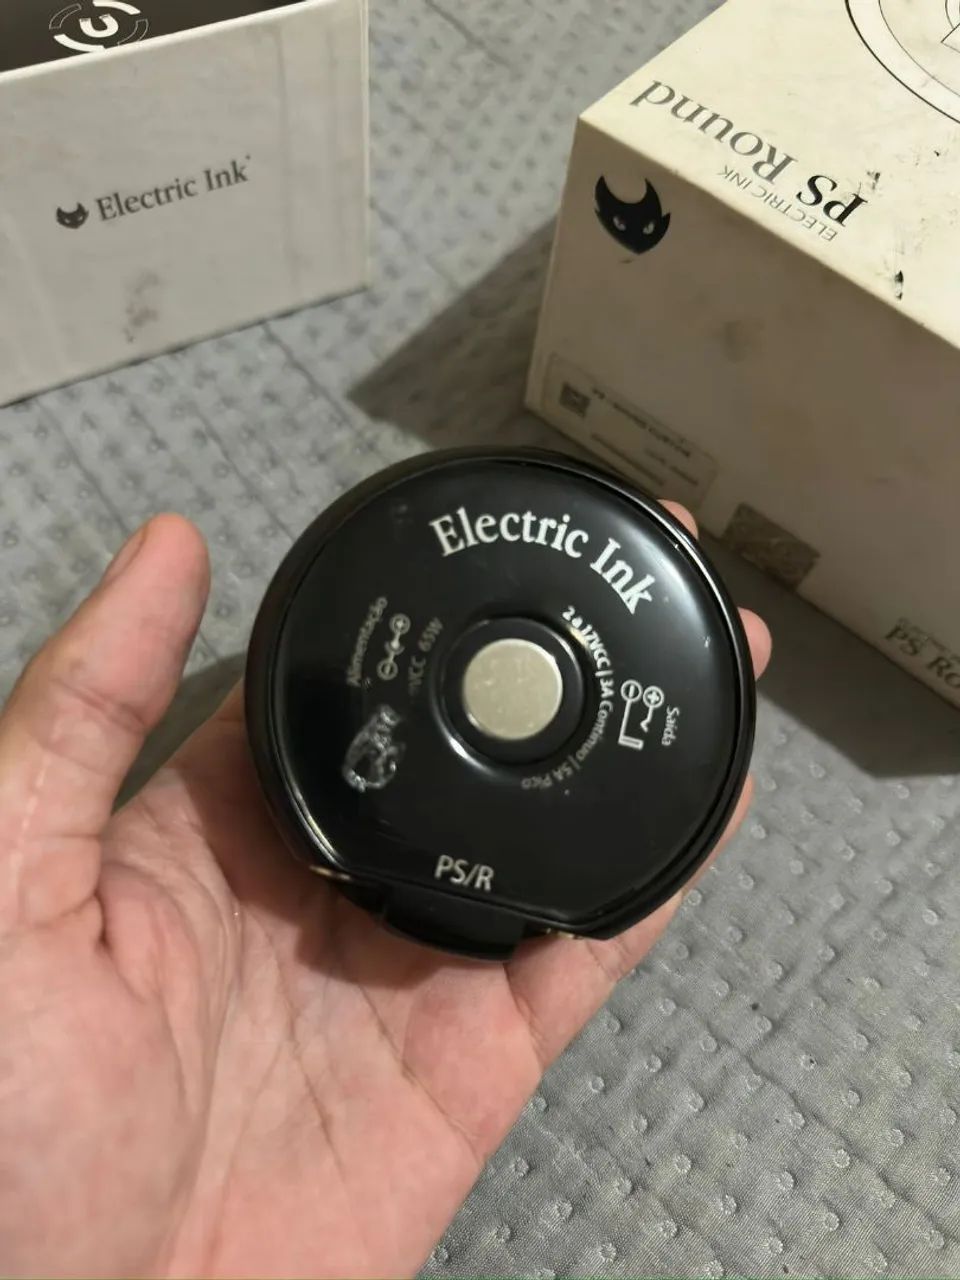 Electric Ink
PS Round
ELECTRIC INK
Electric Ink
Alimentação
VCC 65W
2 a 17VCC | 3A Contínuo | 5A Pico
Saída
PS/R